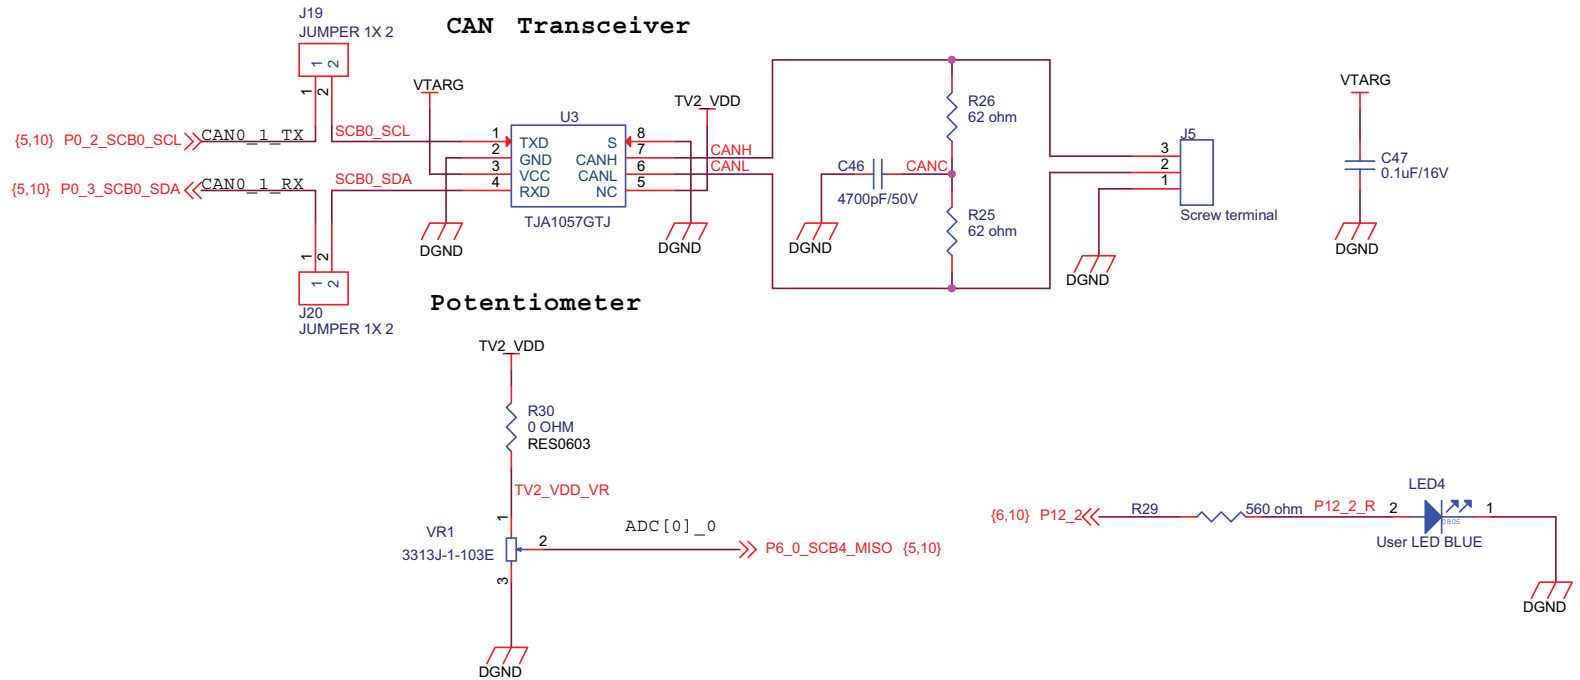 J19
JUMPER 1X 2
CAN Transceiver
1 2
1 2
VTARG
TV2_VDD
VTARG
{5,10} P0_2_SCB0_SCL
CAN0_1_TX
SCB0_SCL
{5,10} P0_3_SCB0_SDA
CAN0_1_RX
SCB0_SDA
U3
1 TXD
2 GND
3 VCC
4 RXD
S 8
CANH 7
CANL 6
NC 5
TJA1057GTJ
CANH
CANL
DGND
DGND
R26
62 ohm
C46
4700pF/50V
CANC
R25
62 ohm
DGND
J5
3
2
1
Screw terminal
DGND
C47
0.1uF/16V
DGND
1 2
1 2
J20
JUMPER 1X 2
Potentiometer
TV2_VDD
R30
0 OHM
RES0603
TV2_VDD_VR
1
VR1
3313J-1-103E
2
3
ADC[0]_0
P6_0_SCB4_MISO {5,10}
DGND
{6,10} P12_2
R29
560 ohm
P12_2_R
2
LED4
0805
1
User LED BLUE
DGND